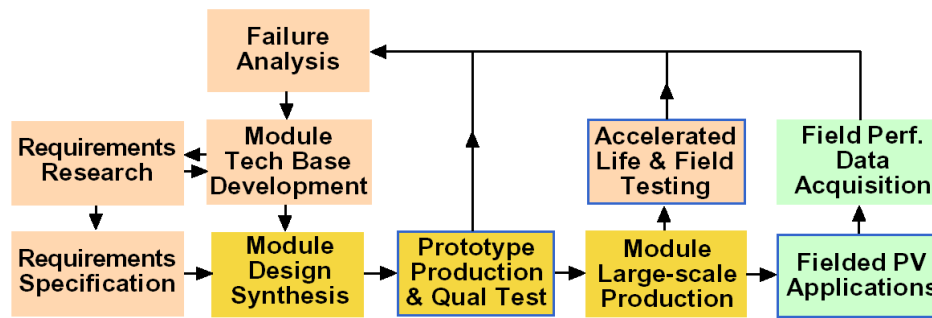 Failure
Analysis
Requirements
Research
Module
Tech Base
Development
Accelerated
Life & Field
Testing
Field Perf.
Data
Acquisition
Requirements
Specification
Module
Design
Synthesis
Prototype
Production
& Qual Test
Module
Large-scale
Production
Fielded PV
Applications